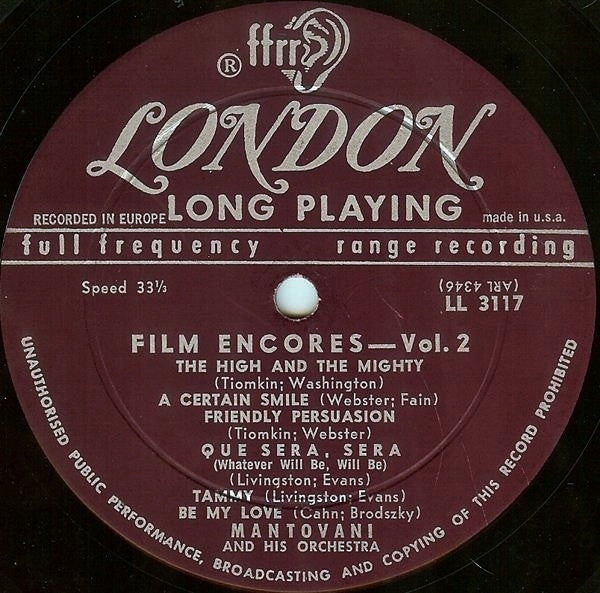 ffrr
®
LONDON
LONG PLAYING
RECORDED IN EUROPE
made in u.s.a.
full frequency range recording
Speed 33⅓
(ARL 4346)
LL 3117
FILM ENCORES—Vol. 2
THE HIGH AND THE MIGHTY
(Tiomkin; Washington)
A CERTAIN SMILE (Webster; Fain)
FRIENDLY PERSUASION
(Tiomkin; Webster)
QUE SERA, SERA
(Whatever Will Be, Will Be)
(Livingston; Evans)
TAMMY (Livingston; Evans)
BE MY LOVE (Cahn; Brodszky)
MANTOVANI
AND HIS ORCHESTRA
UNAUTHORISED PUBLIC PERFORMANCE, BROADCASTING AND COPYING OF THIS RECORD PROHIBITED